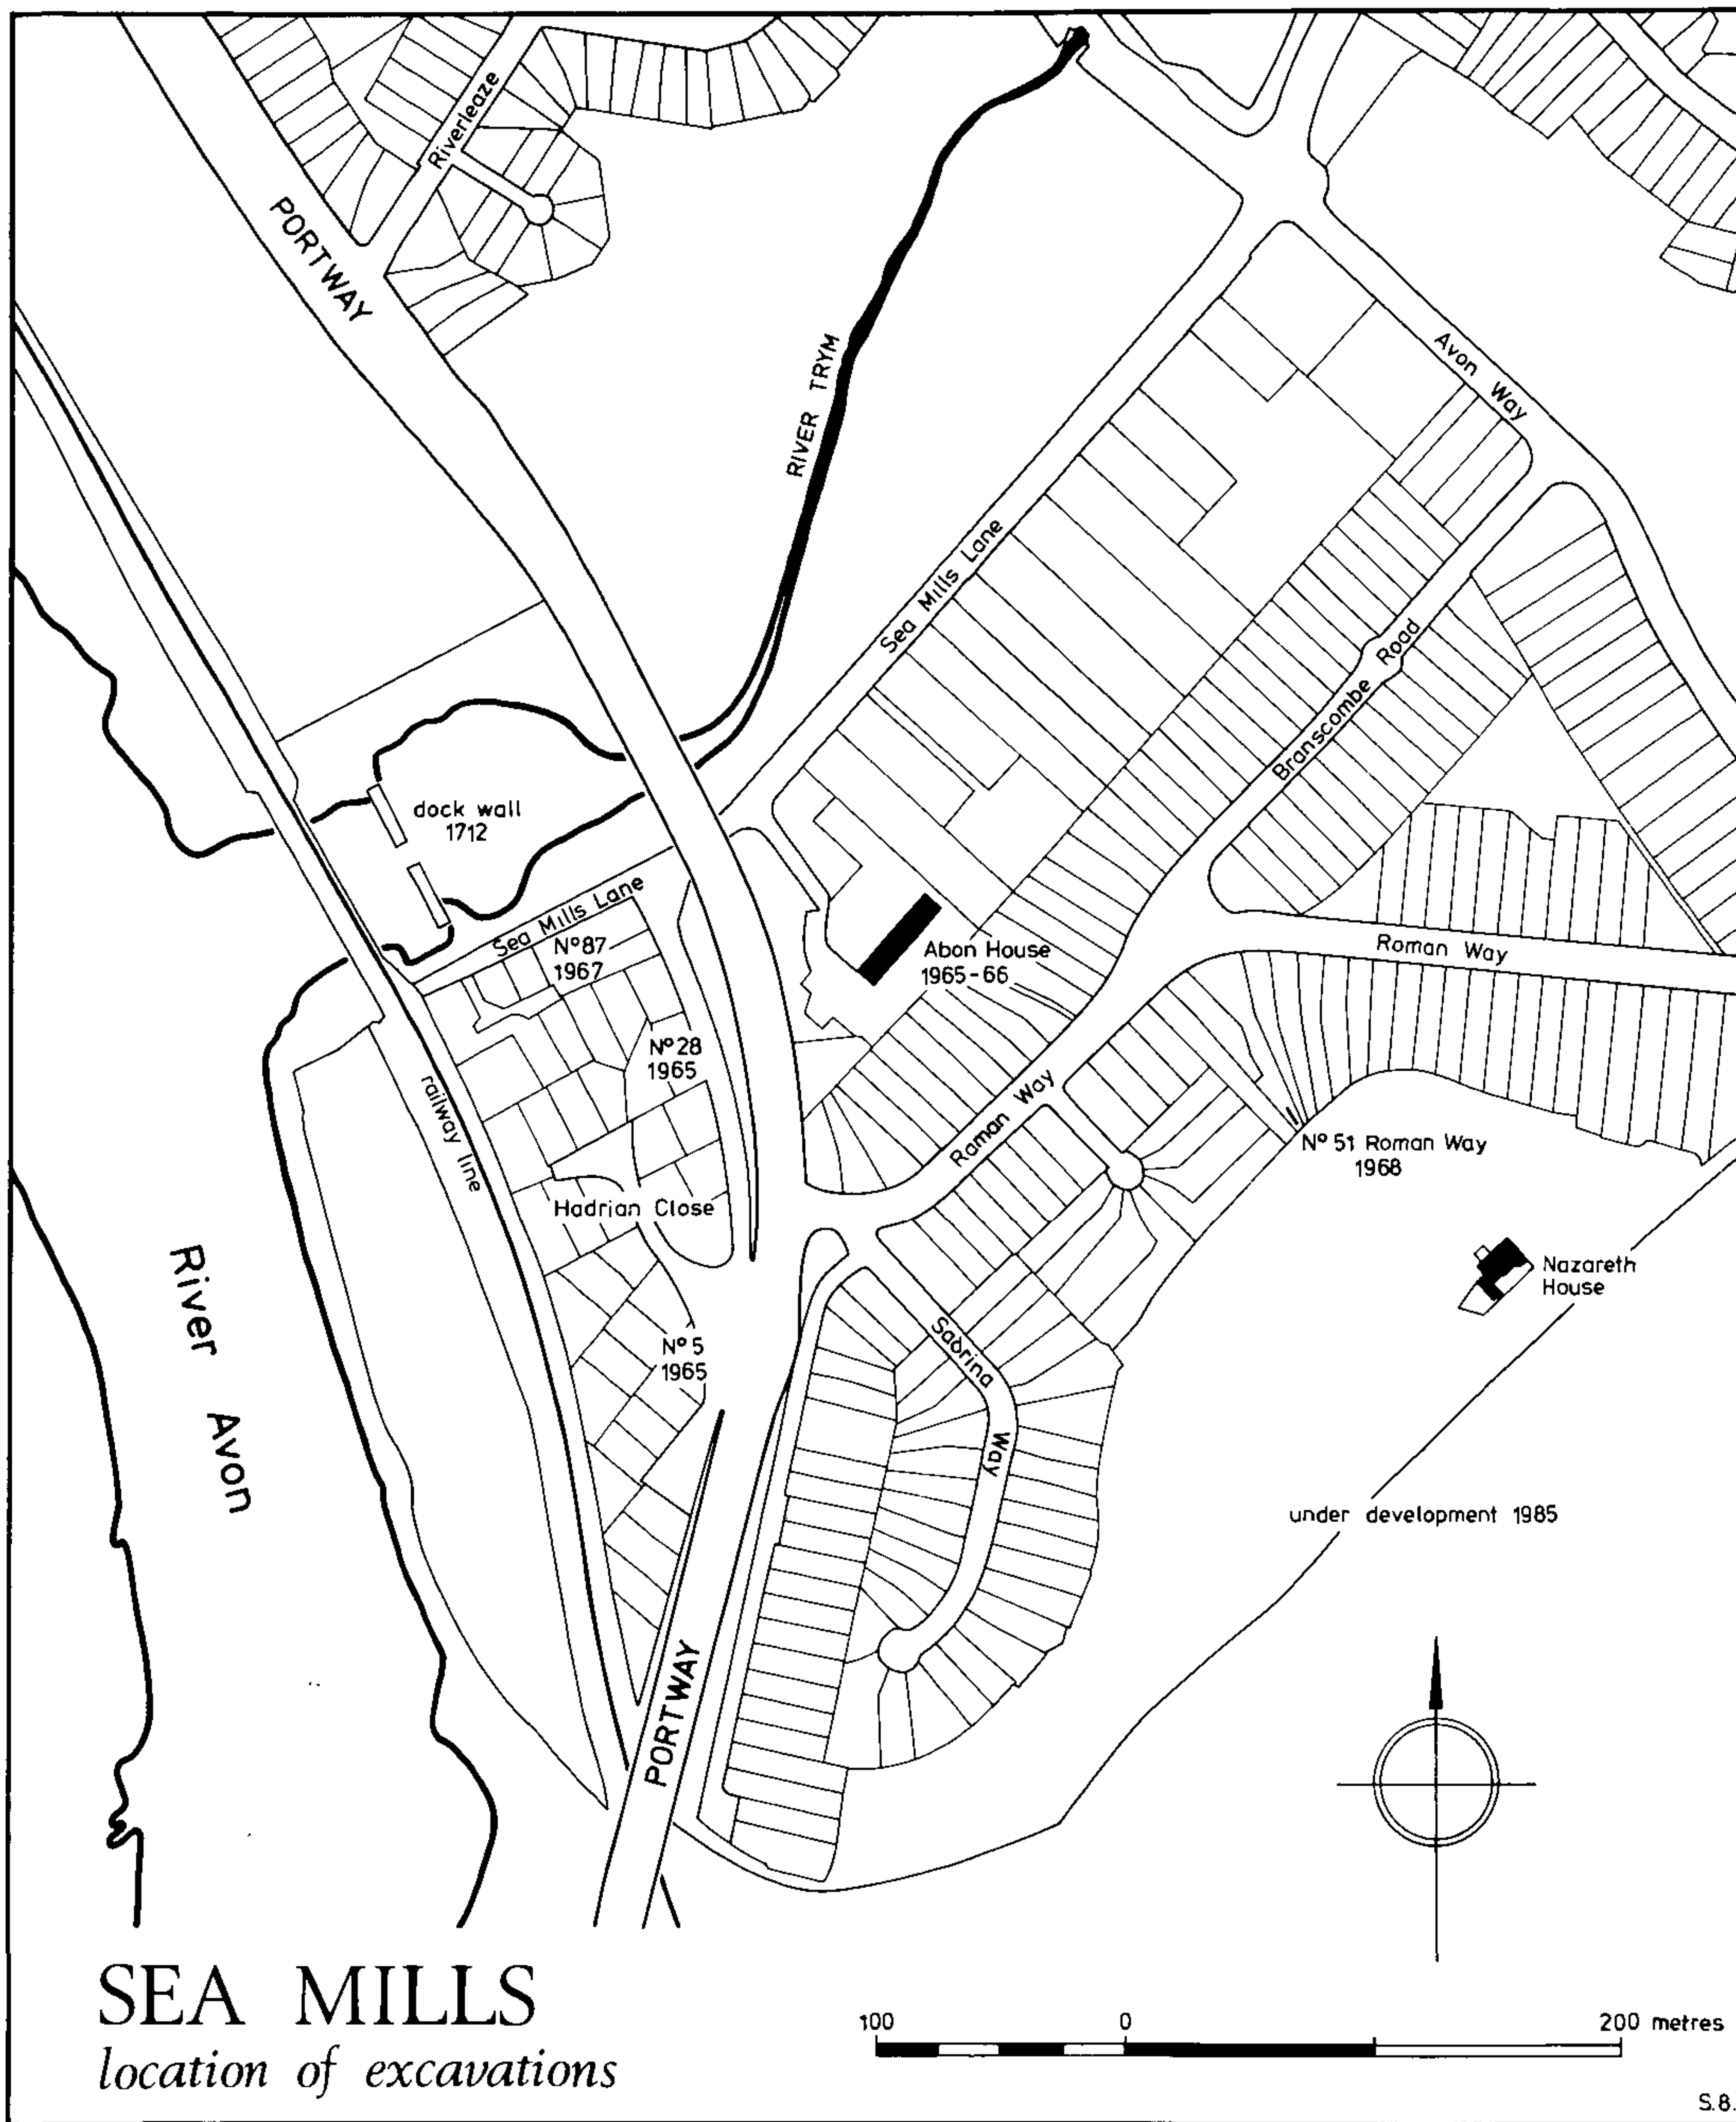 Riverleaze
PORTWAY
RIVER TRYM
Avon Way
Sea Mills Lane
Branscombe Road
dock wall
1712
Sea Mills Lane
Nº87
1967
Abon House
1965-66
Roman Way
Nº28
1965
railway line
Roman Way
Nº 51 Roman Way
1968
Hadrian Close
River Avon
Nazareth
House
Sabrina Way
Nº 5
1965
under development 1985
PORTWAY
SEA MILLS
location of excavations
100 0 200 metres
S.8.